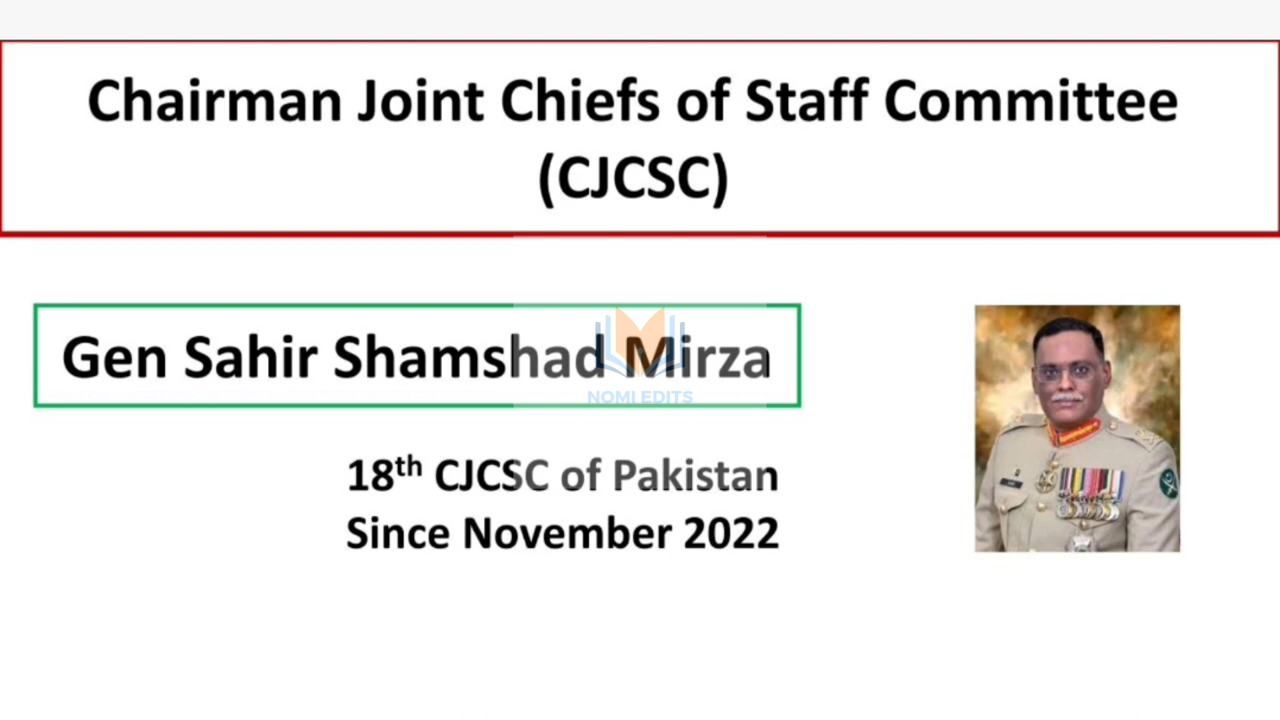 Chairman Joint Chiefs of Staff Committee
(CJCSC)
Gen Sahir Shamshad Mirza
NOMI EDITS
18th CJCSC of Pakistan
Since November 2022